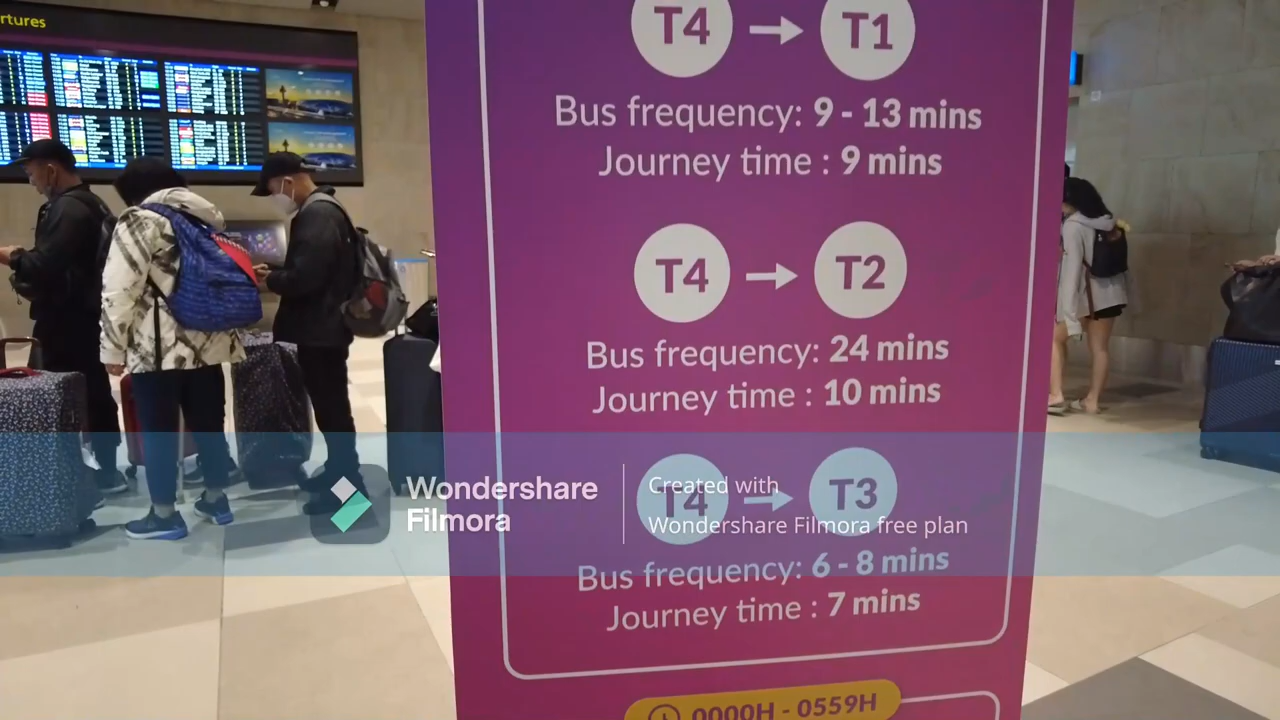 rtures
T4 → T1
Bus frequency: 9 - 13 mins
Journey time : 9 mins
T4 → T2
Bus frequency: 24 mins
Journey time : 10 mins
T4 → T3
Bus frequency: 6 - 8 mins
Journey time : 7 mins
0000H - 0559H
Wondershare
Filmora
Created with
Wondershare Filmora free plan